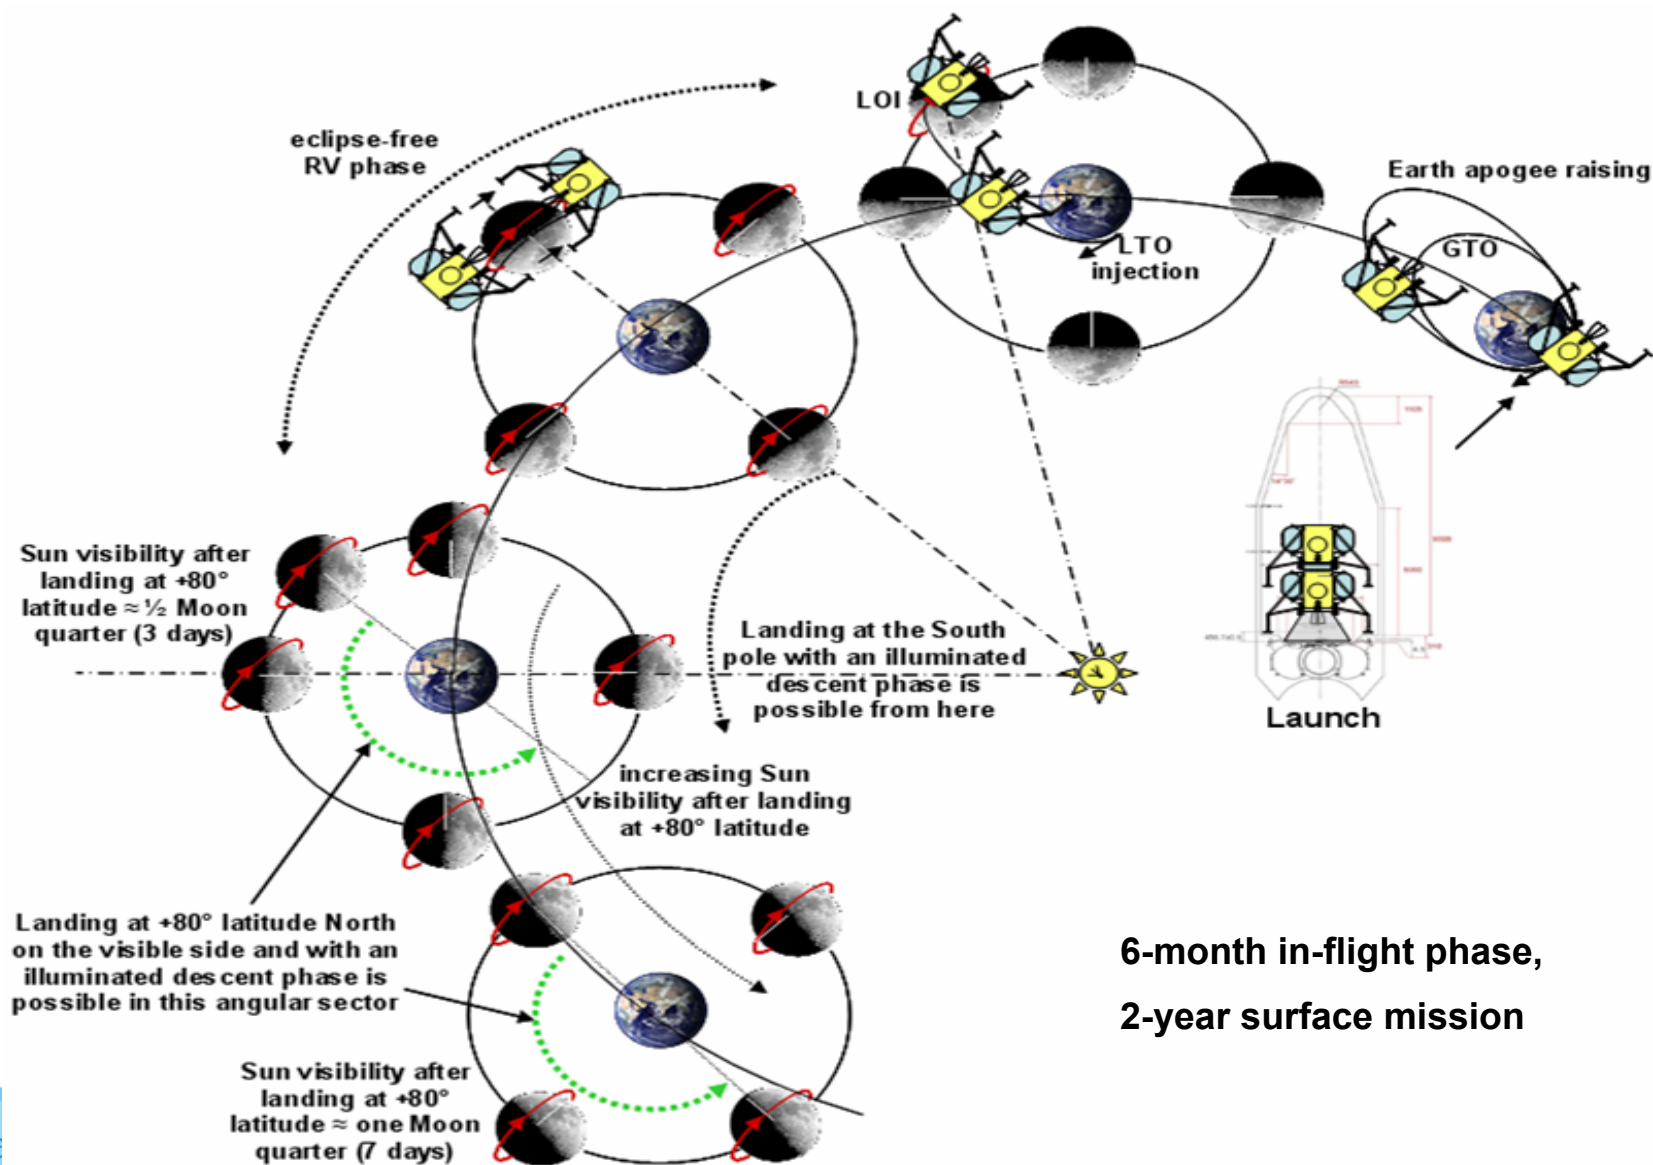 eclipse-free
RV phase
LOI
LTO
injection
Earth apogee raising
GTO
Launch
Sun visibility after
landing at +80°
latitude ≈ ½ Moon
quarter (3 days)
Landing at the South
pole with an illuminated
descent phase is
possible from here
increasing Sun
visibility after landing
at +80° latitude
Landing at +80° latitude North
on the visible side and with an
illuminated descent phase is
possible in this angular sector
Sun visibility after
landing at +80°
latitude ≈ one Moon
quarter (7 days)
6-month in-flight phase,
2-year surface mission